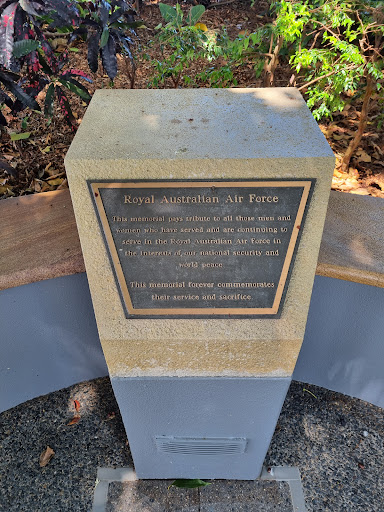 Royal Australian Air Force
This memorial pays tribute to all those men and
women who have served and are continuing to
serve in the Royal Australian Air Force in
the interests of our national security and
world peace.
This memorial forever commemorates
their service and sacrifice.